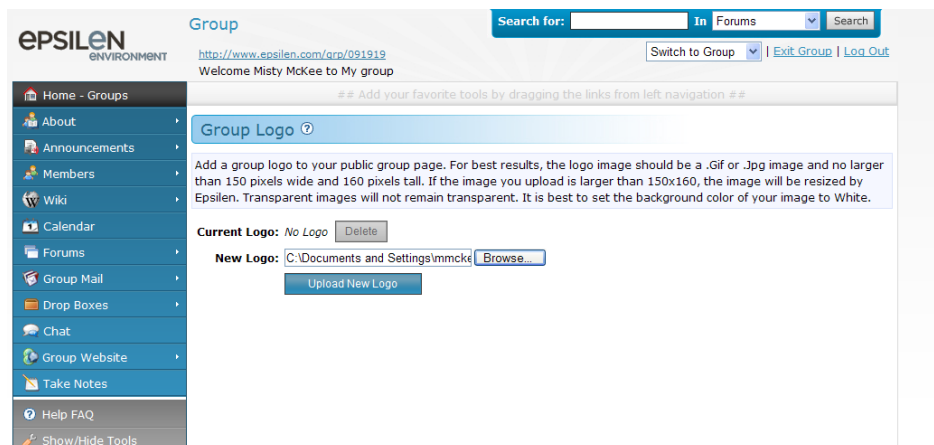 EPSILEN
ENVIRONMENT
Group
http://www.epsilen.com/grp/091919
Welcome Misty McKee to My group
Search for: In Forums Search
Switch to Group | Exit Group | Log Out
Home - Groups
About
Announcements
Members
Wiki
Calendar
Forums
Group Mail
Drop Boxes
Chat
Group Website
Take Notes
Help FAQ
Show/Hide Tools
## Add your favorite tools by dragging the links from left navigation ##
Group Logo ?
Add a group logo to your public group page. For best results, the logo image should be a .Gif or .Jpg image and no larger
than 150 pixels wide and 160 pixels tall. If the image you upload is larger than 150x160, the image will be resized by
Epsilen. Transparent images will not remain transparent. It is best to set the background color of your image to White.
Current Logo: No Logo Delete
New Logo: C:\Documents and Settings\mmcke Browse...
Upload New Logo